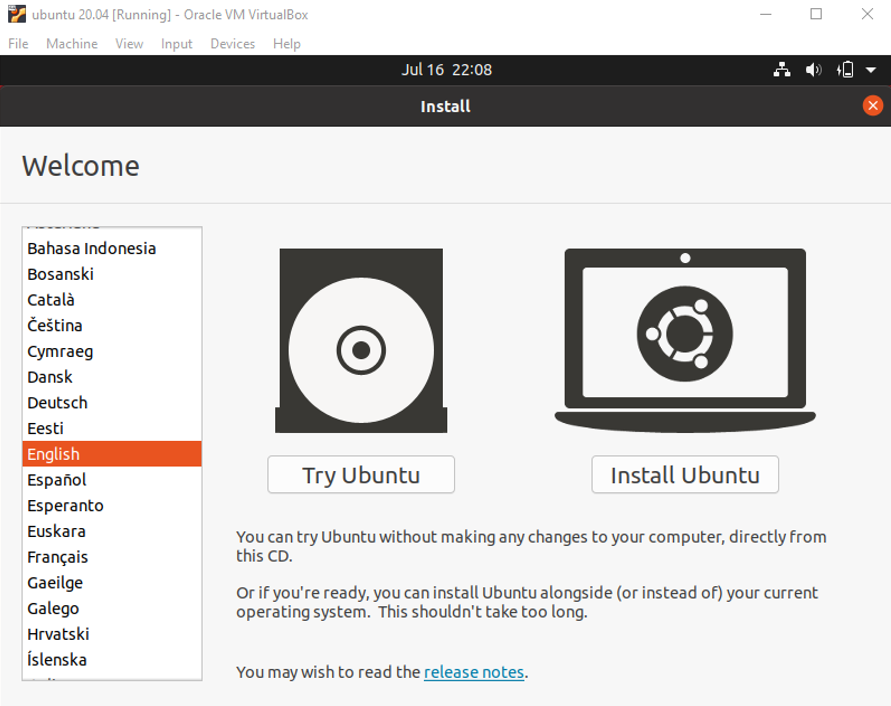 ubuntu 20.04 [Running] - Oracle VM VirtualBox
File Machine View Input Devices Help
Jul 16 22:08
Install
Welcome
Bahasa Indonesia
Bosanski
Català
Čeština
Cymraeg
Dansk
Deutsch
Eesti
English
Español
Esperanto
Euskara
Français
Gaeilge
Galego
Hrvatski
Íslenska
Try Ubuntu
Install Ubuntu
You can try Ubuntu without making any changes to your computer, directly from
this CD.
Or if you're ready, you can install Ubuntu alongside (or instead of) your current
operating system. This shouldn't take too long.
You may wish to read the release notes.